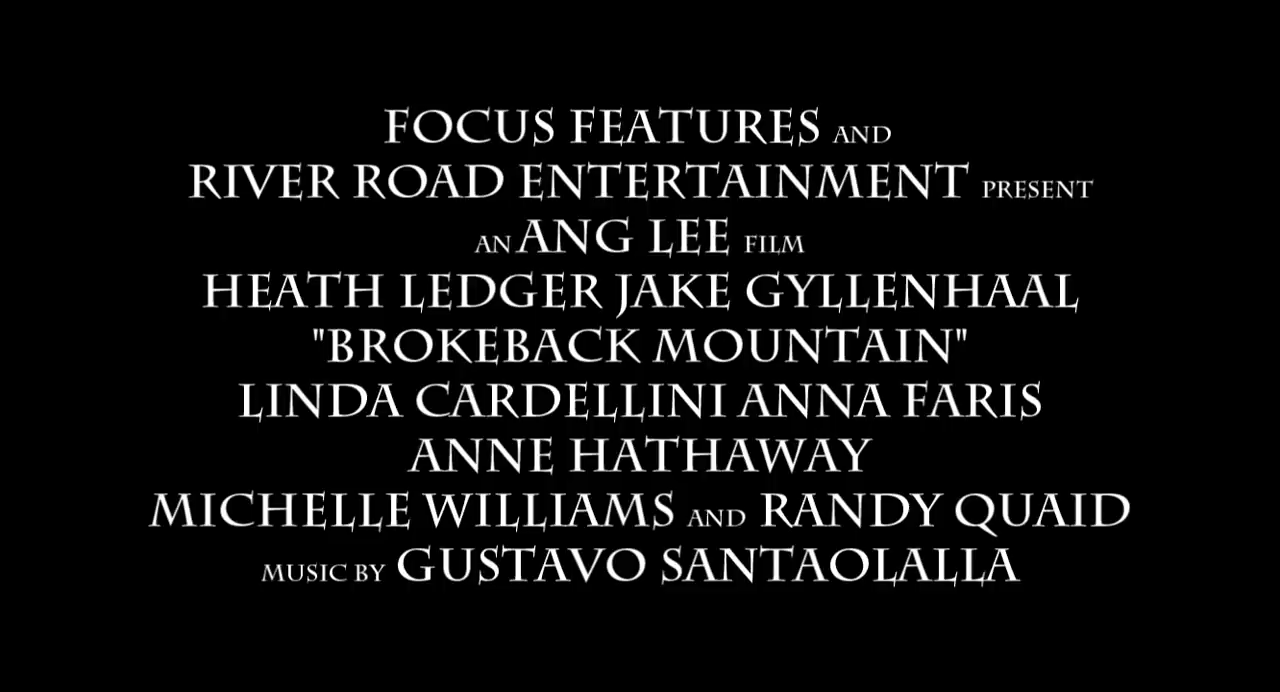 FOCUS FEATURES AND
RIVER ROAD ENTERTAINMENT PRESENT
AN ANG LEE FILM
HEATH LEDGER JAKE GYLLENHAAL
"BROKEBACK MOUNTAIN"
LINDA CARDELLINI ANNA FARIS
ANNE HATHAWAY
MICHELLE WILLIAMS AND RANDY QUAID
MUSIC BY GUSTAVO SANTAOLALLA